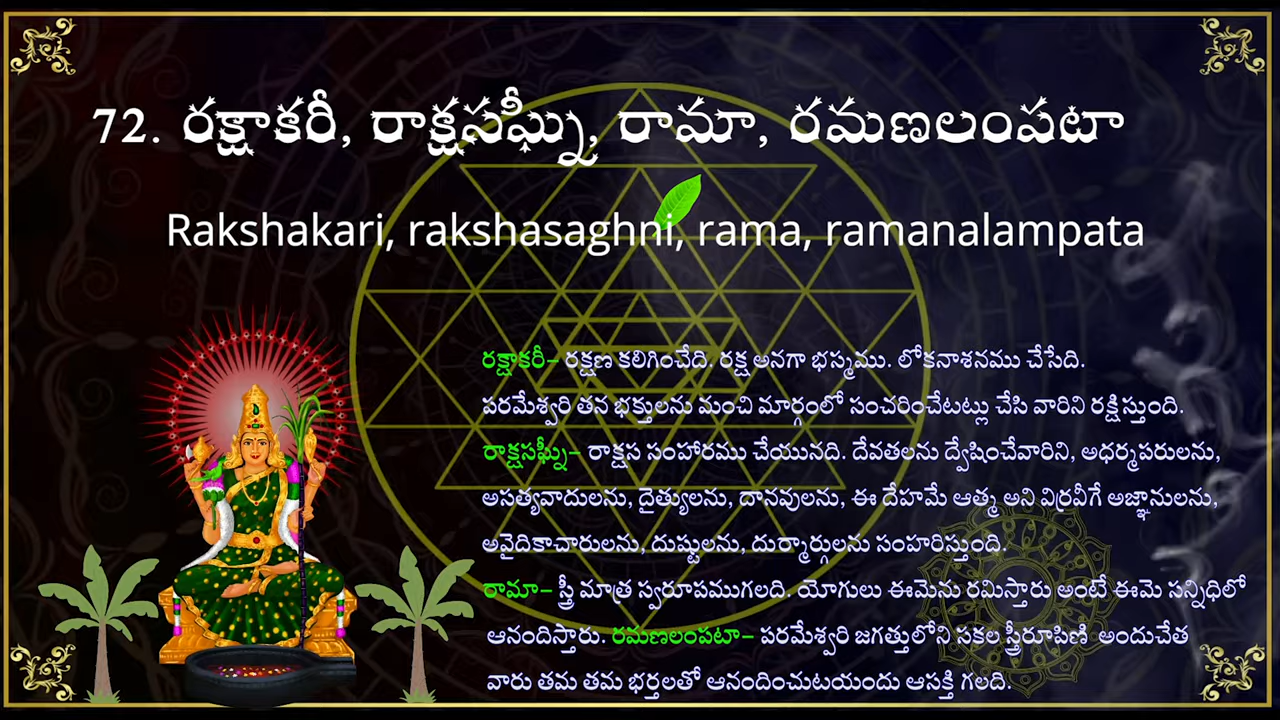 72. రక్షాకరీ, రాక్షసఘ్నీ, రామా, రమణలంపటా
Rakshakari, rakshasaghni, rama, ramanalampata
రక్షాకరీ– రక్షణ కలిగించేది. రక్ష అనగా భస్మము. లోకనాశనము చేసేది.
పరమేశ్వరి తన భక్తులను మంచి మార్గంలో సంచరించేటట్లు చేసి వారిని రక్షిస్తుంది.
రాక్షసఘ్నీ– రాక్షస సంహారము చేయునది. దేవతలను ద్వేషించేవారిని, అధర్మపరులను,
అసత్యవాదులను, దైత్యులను, దానవులను, ఈ దేహమే ఆత్మ అని విర్రవీగే అజ్ఞానులను,
అవైదికాచారులను, దుష్టులను, దుర్మార్గులను సంహరిస్తుంది.
రామా– స్త్రీ మాత్ర స్వరూపముగలది. యోగులు ఈమెను రమిస్తారు అంటే ఈమె సన్నిధిలో
ఆనందిస్తారు. రమణలంపటా– పరమేశ్వరి జగత్తులోని సకల స్త్రీరూపిణి అందుచేత
వారు తమ తమ భర్తలతో ఆనందించుటయందు ఆసక్తి గలది.